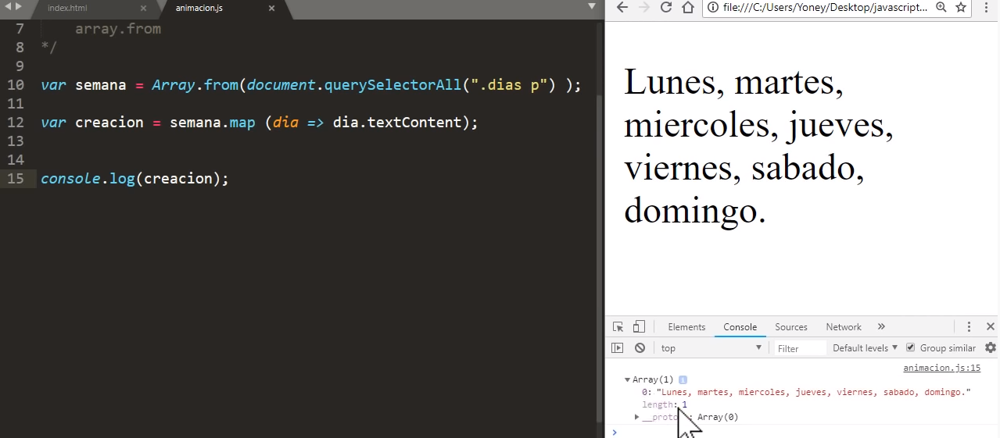 index.html × animacion.js ×
file:///C:/Users/Yoney/Desktop/javascript...
7 array.from
8 */
9
10 var semana = Array.from(document.querySelectorAll(".dias p") );
11
12 var creacion = semana.map (dia => dia.textContent);
13
14
15 console.log(creacion);
Lunes, martes,
miercoles, jueves,
viernes, sabado,
domingo.
Elements Console Sources Network »
top Filter Default levels Group similar
animacion.js:15
Array(1) i
0: "Lunes, martes, miercoles, jueves, viernes, sabado, domingo."
length: 1
: Array(0)